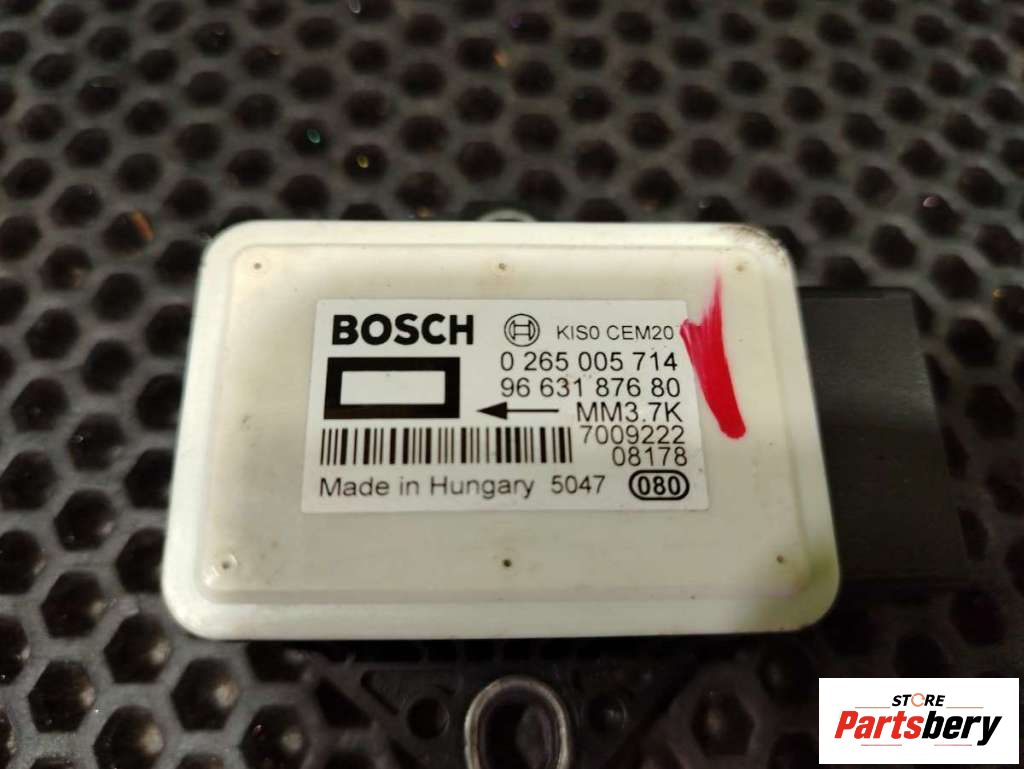 BOSCH
KIS0 CEM20
0 265 005 714
96 631 876 80
MM3.7K
7009222
08178
Made in Hungary 5047 080
STORE
Partsbery